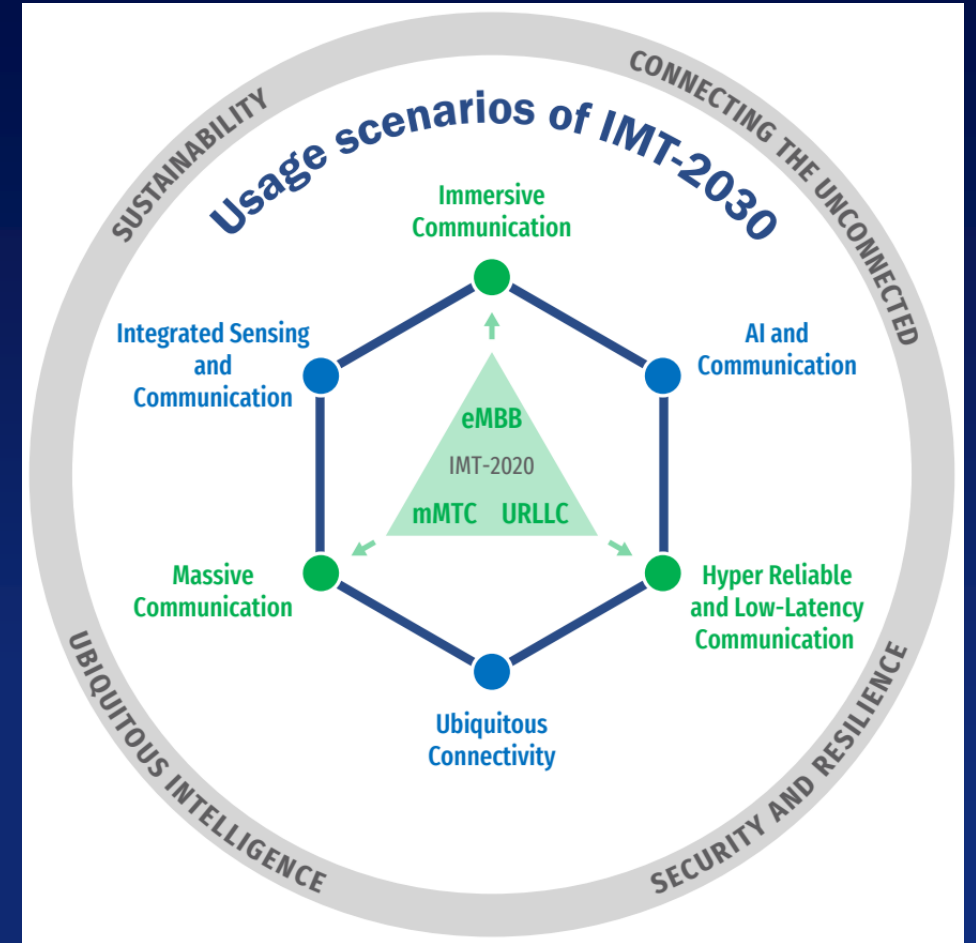 SUSTAINABILITY
CONNECTING THE UNCONNECTED
Usage scenarios of IMT-2030
Immersive
Communication
Integrated Sensing
and
Communication
AI and
Communication
eMBB
IMT-2020
mMTC URLLC
Massive
Communication
Hyper Reliable
and Low-Latency
Communication
Ubiquitous
Connectivity
UBIQUITOUS INTELLIGENCE
SECURITY AND RESILIENCE